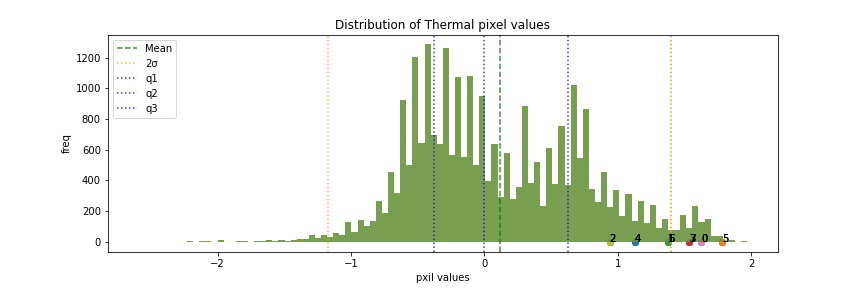 Distribution of Thermal pixel values
Mean
2σ
q1
q2
q3
freq
1200
1000
800
600
400
200
0
2 4 6 0 5
−2 −1 0 1 2
pxil values